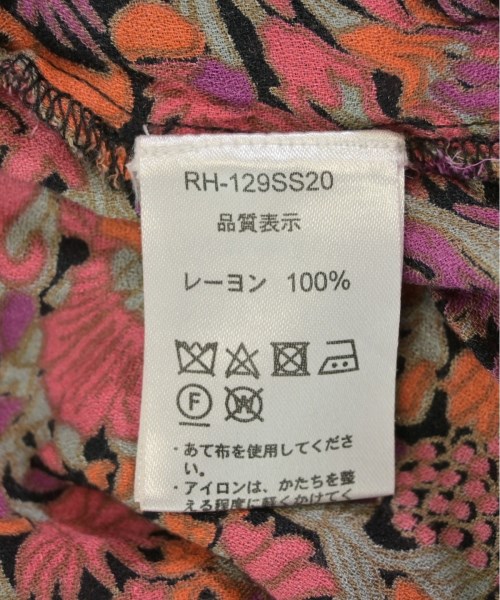 RH-129SS20
品質表示
レーヨン 100%
F
W
・あて布を使用してくださ
い。
・アイロンは、かたちを整
える程度に軽くかけてく